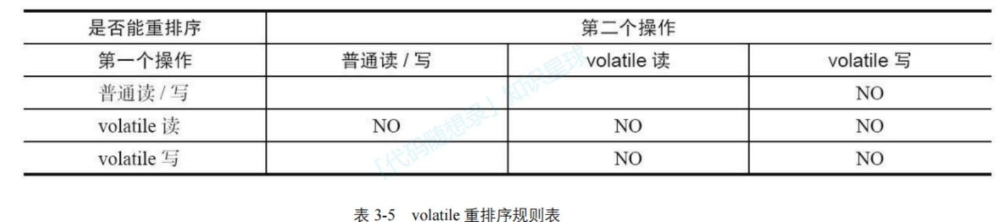 是否能重排序 第二个操作
第一个操作 普通读 / 写 volatile 读 volatile 写
普通读 / 写 NO
volatile 读 NO NO NO
volatile 写 NO NO
「代码随想录」知识星球
表 3-5 volatile 重排序规则表